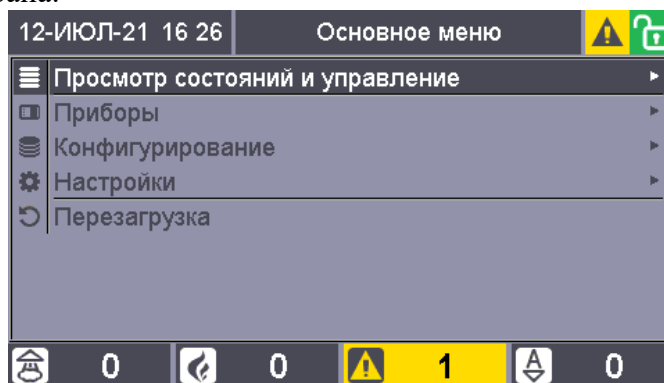 12-ИЮЛ-21 16 26 Основное меню
Просмотр состояний и управление
Приборы
Конфигурирование
Настройки
Перезагрузка
0 0 1 A 0